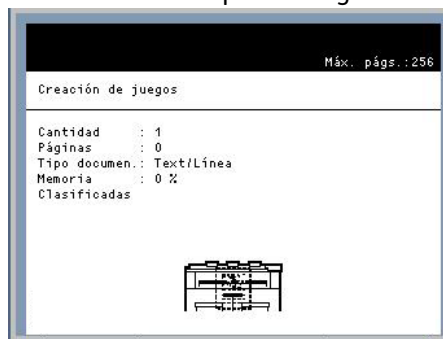 Máx. págs.:256
Creación de juegos
Cantidad : 1
Páginas : 0
Tipo documen.: Text/Línea
Memoria : 0 %
Clasificadas